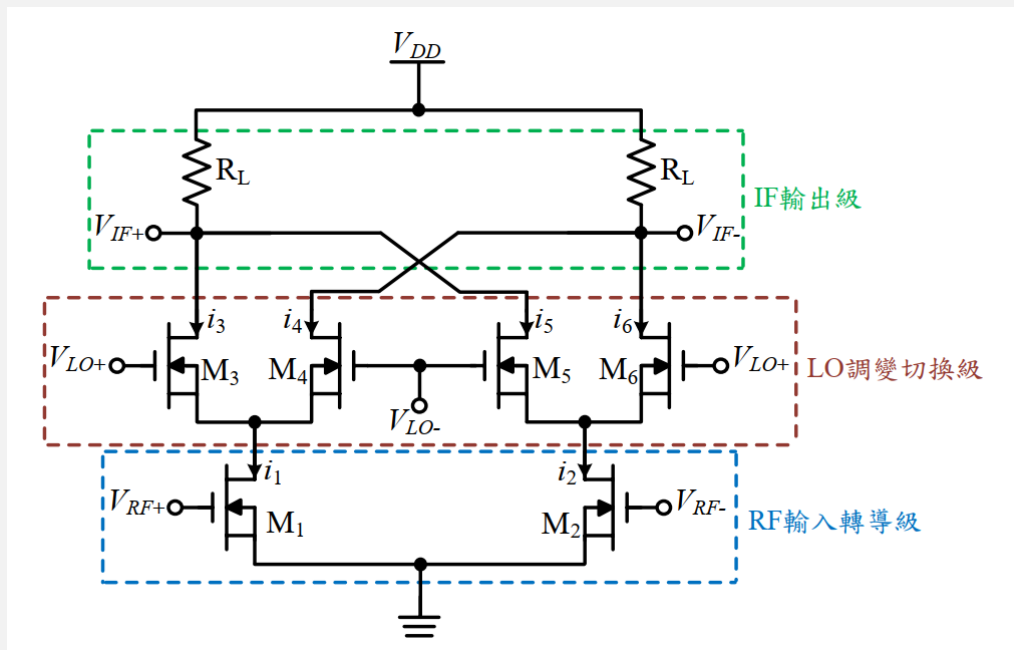 VDD
RL
RL
IF輸出級
VIF+
VIF-
i3
i4
i5
i6
VLO+
M3
M4
M5
M6
VLO+
LO調變切換級
VLO-
i1
i2
VRF+
M1
M2
VRF-
RF輸入轉導級